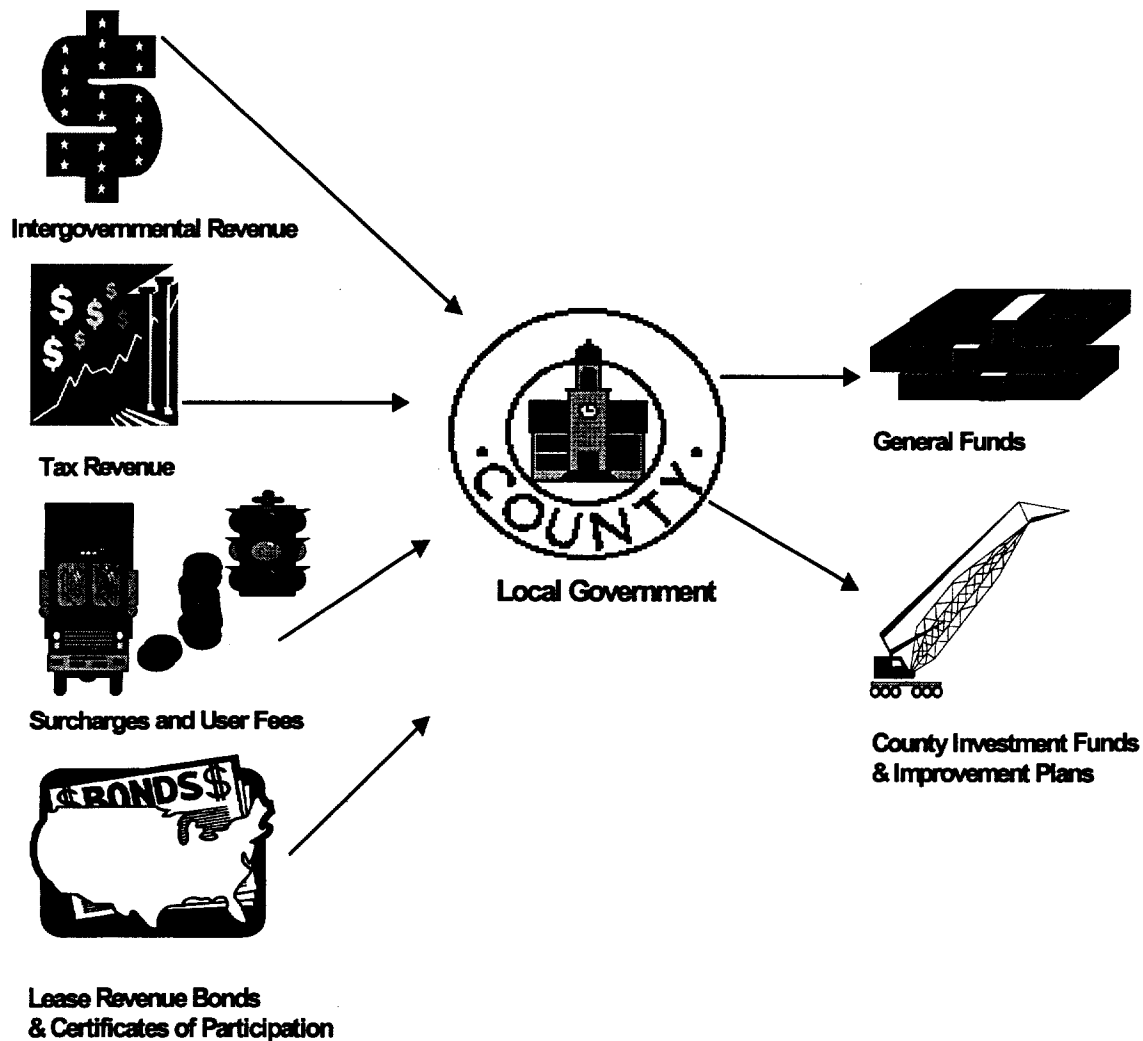 Intergovernmental Revenue
$ $ $ $ $ $
Tax Revenue
Surcharges and User Fees
$BONDS$
Lease Revenue Bonds
& Certificates of Participation
· COUNTY ·
Local Government
General Funds
County Investment Funds
& Improvement Plans